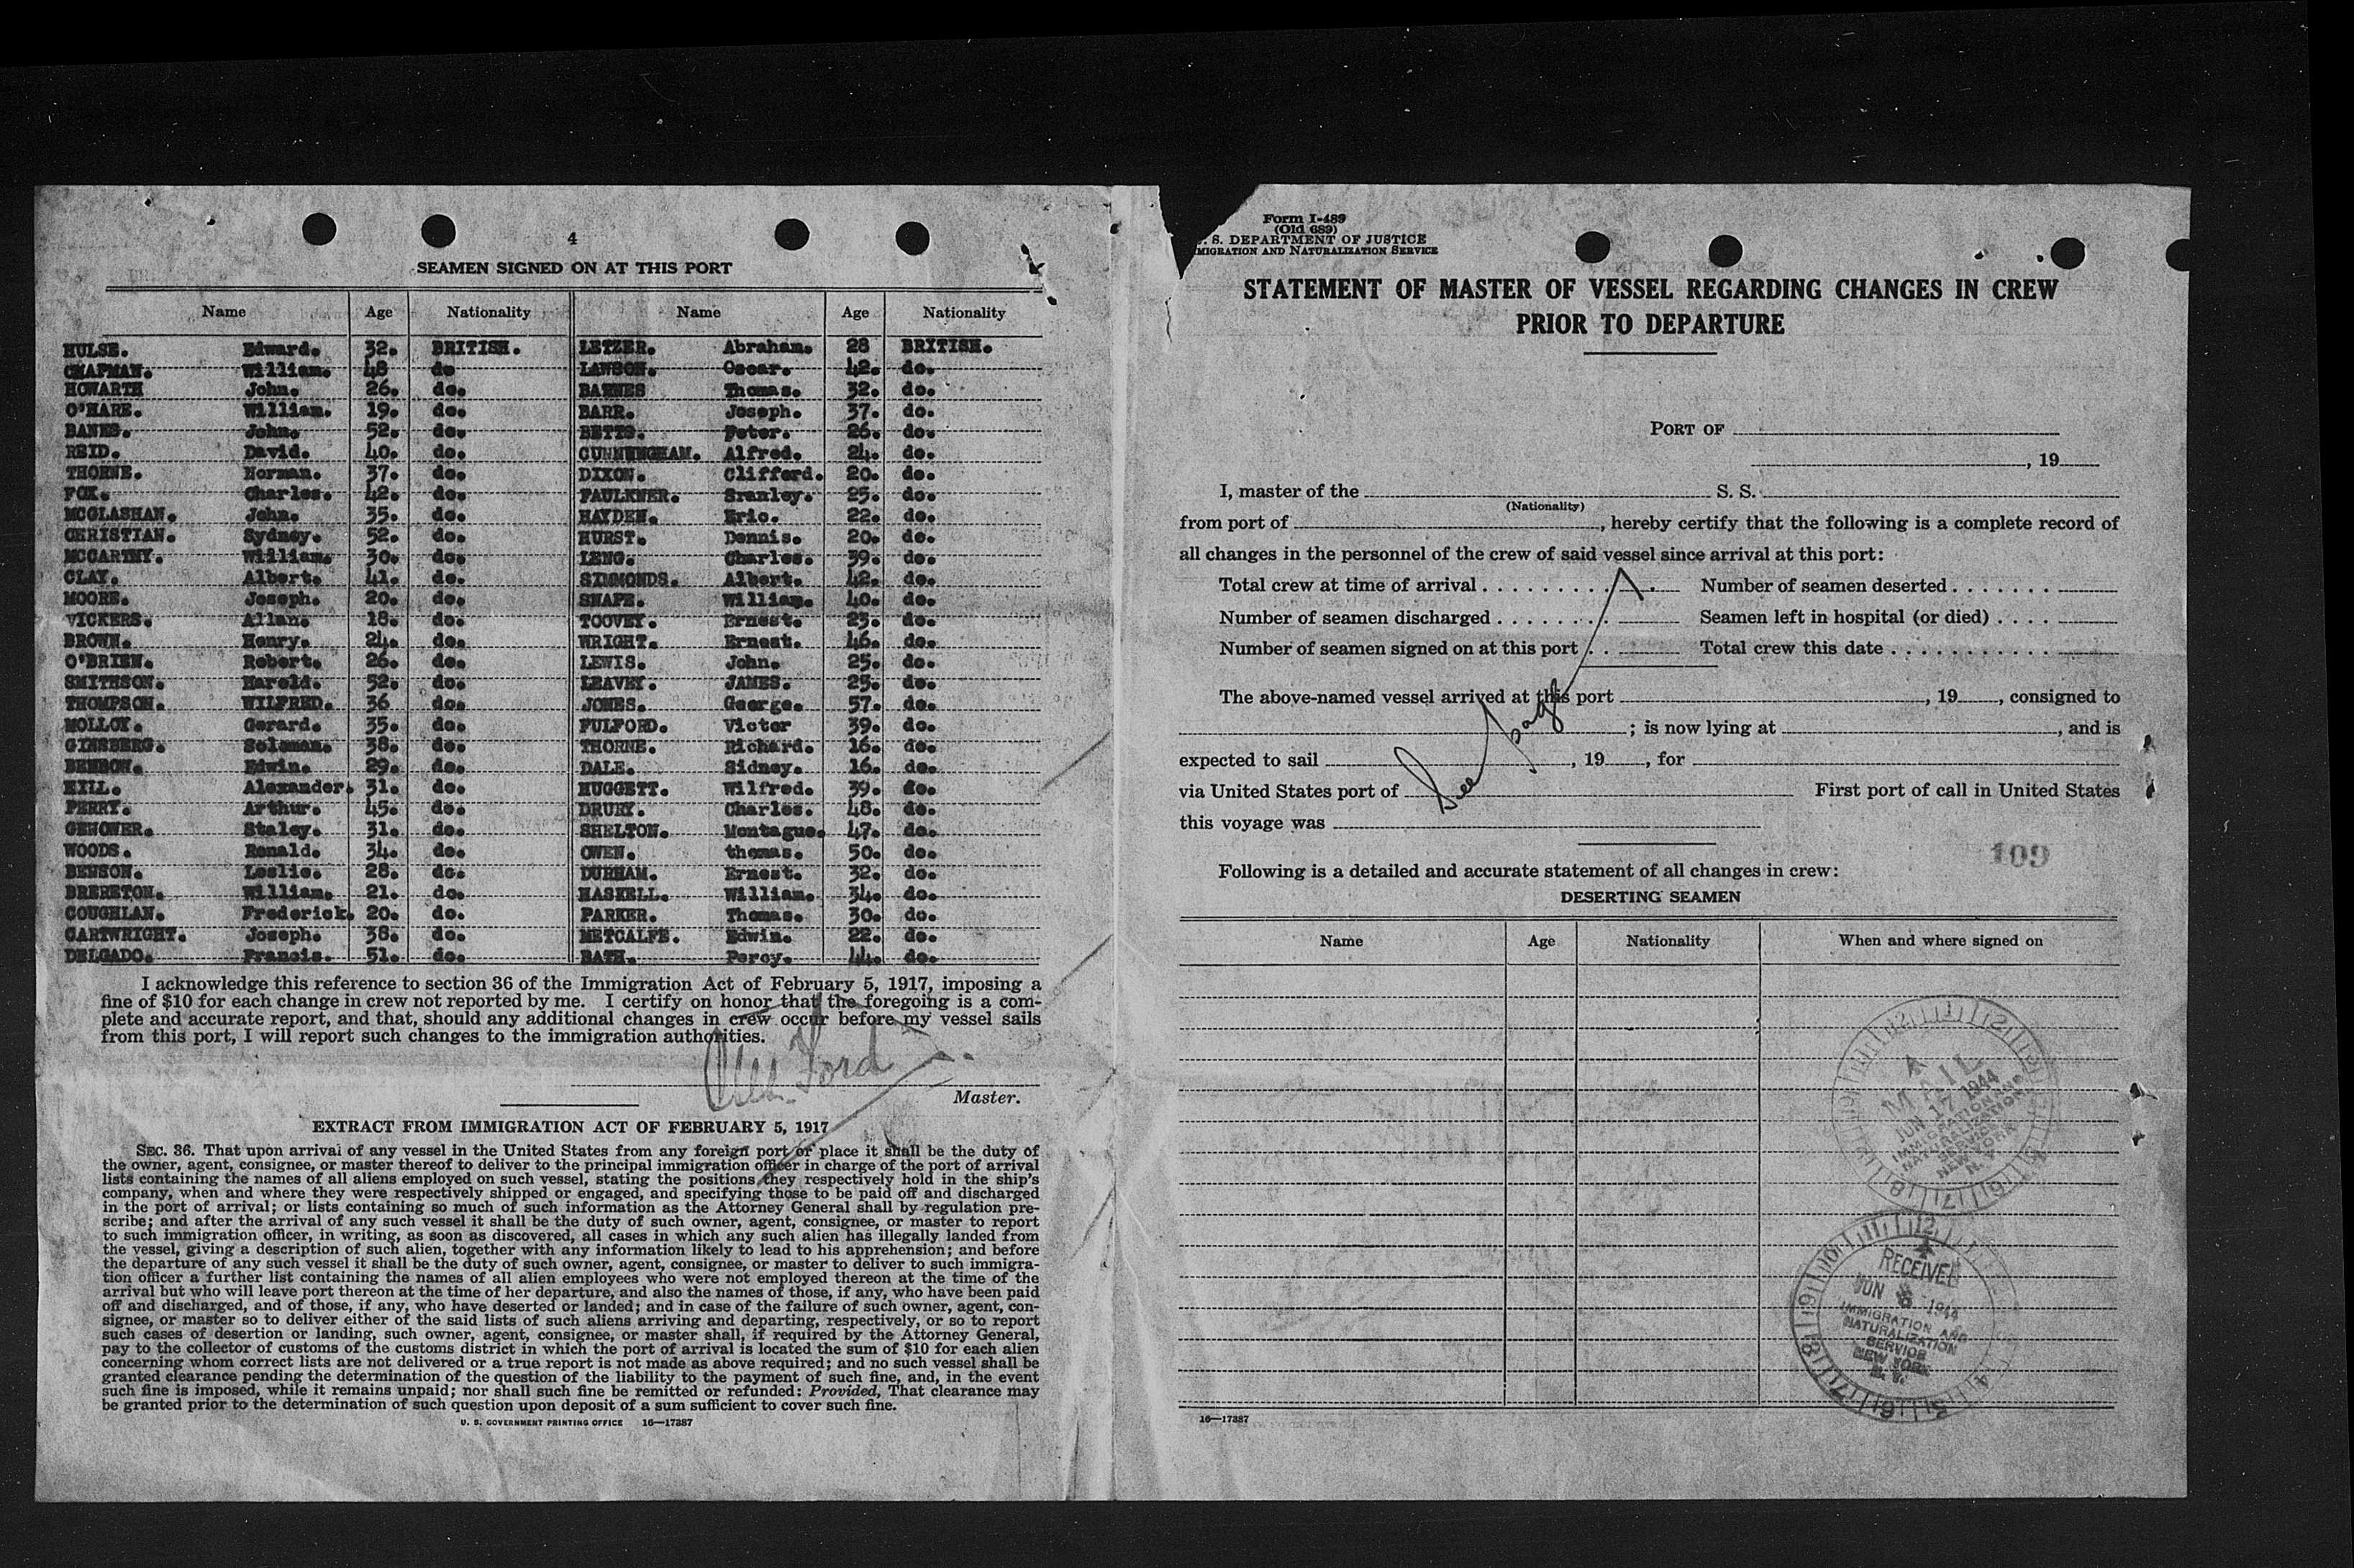 4
SEAMEN SIGNED ON AT THIS PORT
Name Age Nationality Name Age Nationality
HULSE. Edward. 32. BRITISH. LETZER. Abraham. 28 BRITISH.
CHAPMAN. William. 48 do LAWSON. Oscar. 42. do.
HOWARTH John. 26. do. BARNES Thomas. 32. do.
O'HARE. William. 19. do. BARR. Joseph. 37. do.
BANKS. John. 52. do. BETTS. Peter. 26. do.
REID. David. 40. do. CUNNINGHAM. Alfred. 24. do.
THORNE. Norman. 37. do. DIXON. Clifford. 20. do.
FOX. Charles. 42. do. FAULKNER. Sranley. 25. do.
MCGLASHAN. John. 35. do. HAYDEN. Eric. 22. do.
CHRISTIAN. Sydney. 52. do. HURST. Dennis. 20. do.
MCCARTHY. William. 30. do. LENG. Charles. 39. do.
CLAY. Albert. 41. do. SIMMONDS. Albert. 42. do.
MOORE. Joseph. 20. do. SNAPE. William. 40. do.
VICKERS. Allan. 18. do. TOOVEY. Ernest. 23. do.
BROWN. Henry. 24. do. WRIGHT. Ernest. 46. do.
O'BRIEN. Robert. 26. do. LEWIS. John. 25. do.
SMITHSON. Harold. 52. do. LEAVEY. JAMES. 25. do.
THOMPSON. WILFRED. 36 do. JONES. George. 57. do.
MOLLOY. Gerard. 35. do. FULFORD. Victor 39. do.
GINSBERG. Soloman. 38. do. THORNE. Richard. 16. do.
BENBOW. Edwin. 29. do. DALE. Sidney. 16. do.
HILL. Alexander. 31. do. HUGGETT. Wilfred. 39. do.
PERRY. Arthur. 45. do. DRURY. Charles. 48. do.
GENOWER. Staley. 31. do. SHELTON. Montague. 47. do.
WOODS. Ronald. 34. do. OWEN. thomas. 50. do.
BENSON. Leslie. 28. do. DURHAM. Ernest. 32. do.
BRERETON. William. 21. do. HASKELL. William. 34. do.
COUGHLAN. Frederick. 20. do. PARKER. Thomas. 30. do.
CARTWRIGHT. Joseph. 38. do. METCALFE. Edwin. 22. do.
DELGADO. Francis. 51. do. BATH. Percy. 44. do.
I acknowledge this reference to section 36 of the Immigration Act of February 5, 1917, imposing a
fine of $10 for each change in crew not reported by me. I certify on honor that the foregoing is a com-
plete and accurate report, and that, should any additional changes in crew occur before my vessel sails
from this port, I will report such changes to the immigration authorities.
Ford
Master.
EXTRACT FROM IMMIGRATION ACT OF FEBRUARY 5, 1917
SEC. 36. That upon arrival of any vessel in the United States from any foreign port or place it shall be the duty of
the owner, agent, consignee, or master thereof to deliver to the principal immigration officer in charge of the port of arrival
lists containing the names of all aliens employed on such vessel, stating the positions they respectively hold in the ship's
company, when and where they were respectively shipped or engaged, and specifying those to be paid off and discharged
in the port of arrival; or lists containing so much of such information as the Attorney General shall by regulation pre-
scribe; and after the arrival of any such vessel it shall be the duty of such owner, agent, consignee, or master to report
to such immigration officer, in writing, as soon as discovered, all cases in which any such alien has illegally landed from
the vessel, giving a description of such alien, together with any information likely to lead to his apprehension; and before
the departure of any such vessel it shall be the duty of such owner, agent, consignee, or master to deliver to such immigra-
tion officer a further list containing the names of all alien employees who were not employed thereon at the time of the
arrival but who will leave port thereon at the time of her departure, and also the names of those, if any, who have been paid
off and discharged, and of those, if any, who have deserted or landed; and in case of the failure of such owner, agent, con-
signee, or master so to deliver either of the said lists of such aliens arriving and departing, respectively, or so to report
such cases of desertion or landing, such owner, agent, consignee, or master shall, if required by the Attorney General,
pay to the collector of customs of the customs district in which the port of arrival is located the sum of $10 for each alien
concerning whom correct lists are not delivered or a true report is not made as above required; and no such vessel shall be
granted clearance pending the determination of the question of the liability to the payment of such fine, and, in the event
such fine is imposed, while it remains unpaid; nor shall such fine be remitted or refunded: Provided, That clearance may
be granted prior to the determination of such question upon deposit of a sum sufficient to cover such fine.
U. S. GOVERNMENT PRINTING OFFICE 16—17387
Form I-489
(Old 689)
. S. DEPARTMENT OF JUSTICE
MIGRATION AND NATURALIZATION SERVICE
STATEMENT OF MASTER OF VESSEL REGARDING CHANGES IN CREW
PRIOR TO DEPARTURE
PORT OF
, 19
I, master of the S. S.
(Nationality)
from port of , hereby certify that the following is a complete record of
all changes in the personnel of the crew of said vessel since arrival at this port:
Total crew at time of arrival Number of seamen deserted
Number of seamen discharged Seamen left in hospital (or died)
Number of seamen signed on at this port Total crew this date
The above-named vessel arrived at this port , 19 , consigned to
; is now lying at , and is
expected to sail , 19 , for
via United States port of First port of call in United States
this voyage was
See page 1
109
Following is a detailed and accurate statement of all changes in crew:
DESERTING SEAMEN
Name Age Nationality When and where signed on
MAIL
JUN 17 1944
IMMIGRATION AND
NATURALIZATION
SERVICE
NEW YORK
N. Y.
RECEIVED
JUN 1944
IMMIGRATION AND
NATURALIZATION
SERVICE
NEW YORK
N. Y.
16—17387